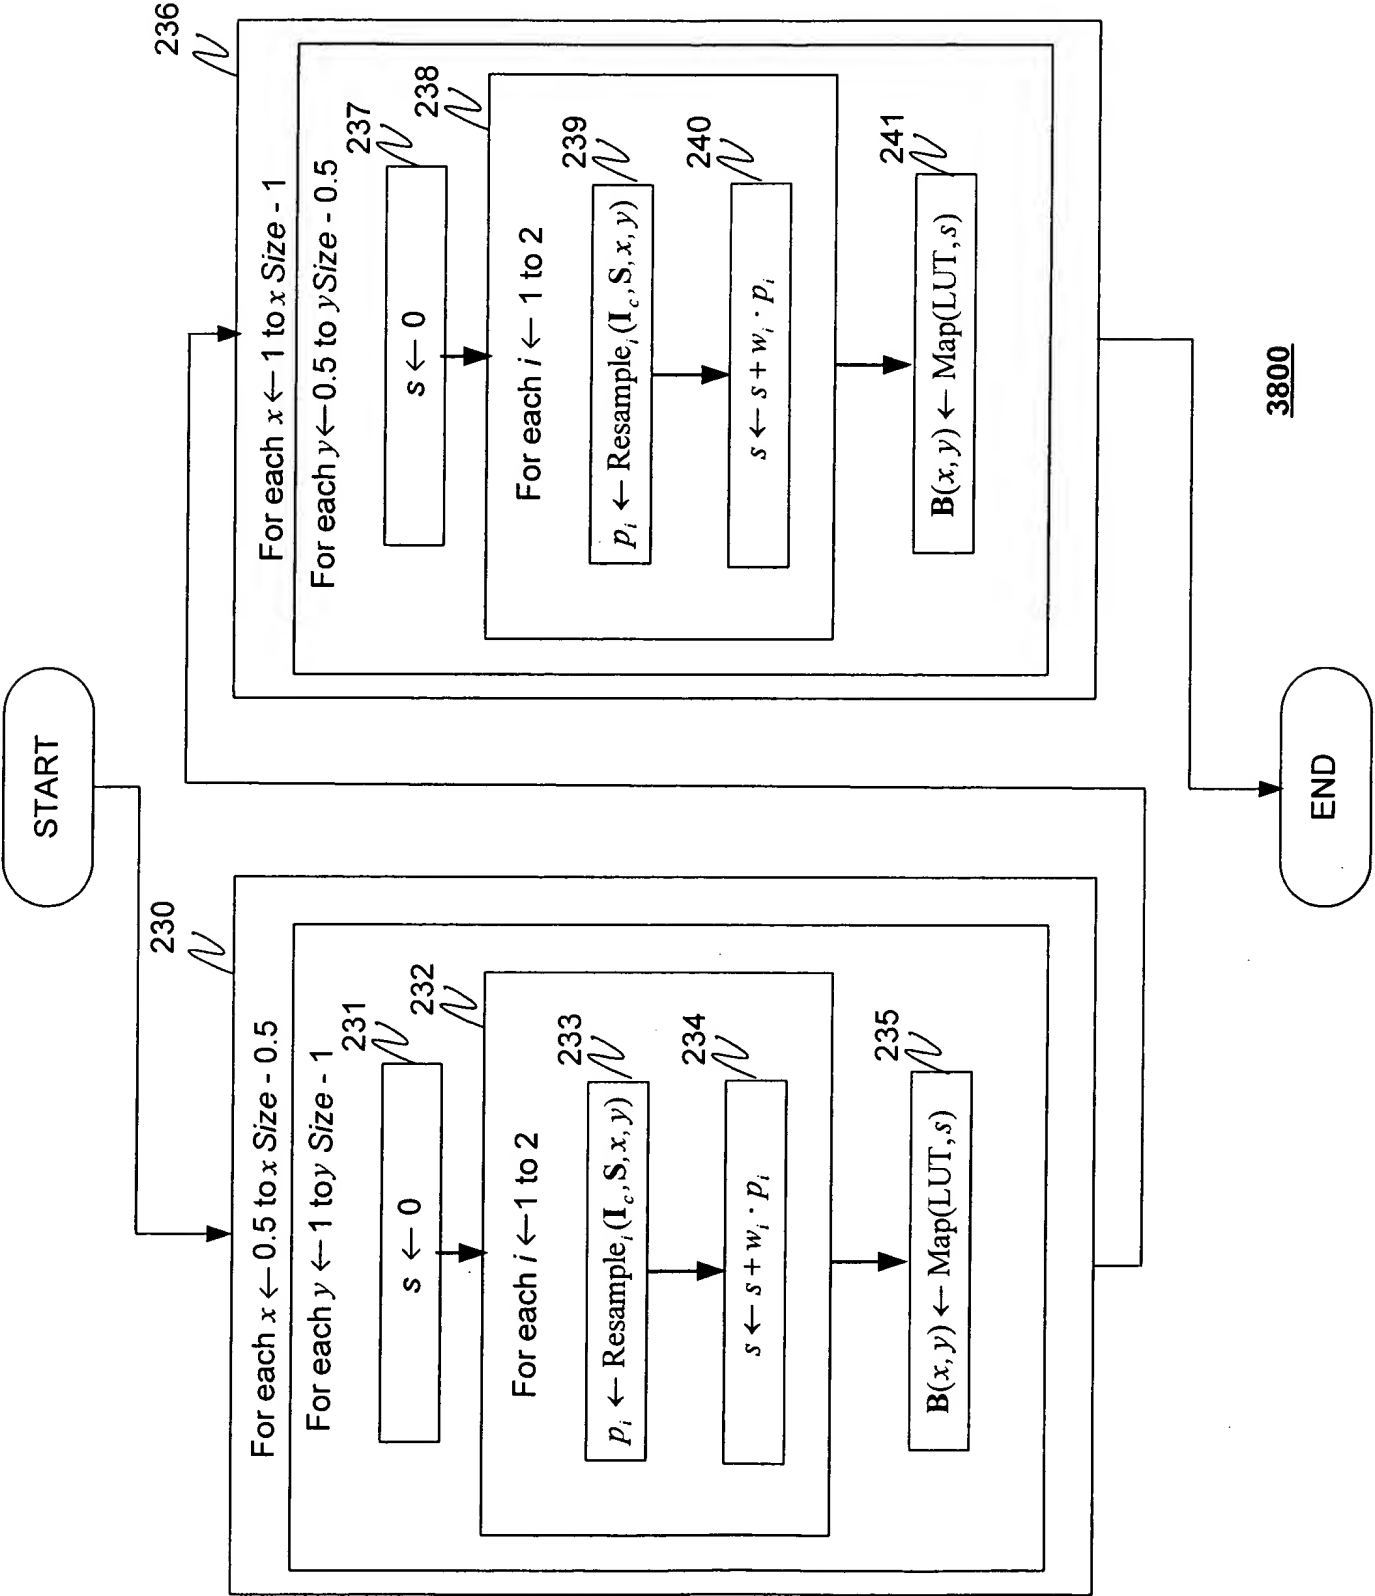 START
230
For each x ← 0.5 to x Size - 0.5
For each y ← 1 to y Size - 1
231
s ← 0
232
For each i ← 1 to 2
233
p_i ← Resample_i(I_c, S, x, y)
234
s ← s + w_i · p_i
235
B(x, y) ← Map(LUT, s)
236
For each x ← 1 to x Size - 1
For each y ← 0.5 to y Size - 0.5
237
s ← 0
238
For each i ← 1 to 2
239
p_i ← Resample_i(I_c, S, x, y)
240
s ← s + w_i · p_i
241
B(x, y) ← Map(LUT, s)
END
3800